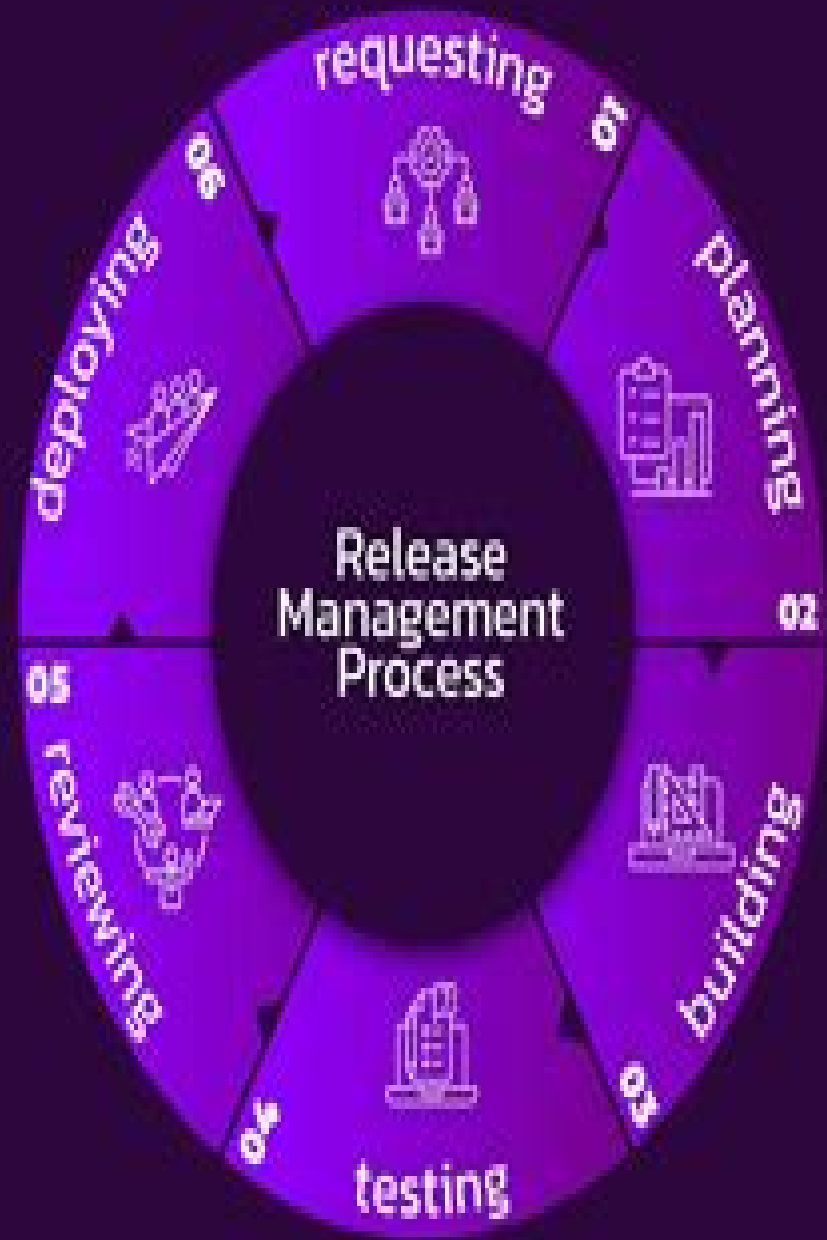 Release
Management
Process
requesting
01
planning
02
building
03
testing
04
reviewing
05
deploying
06